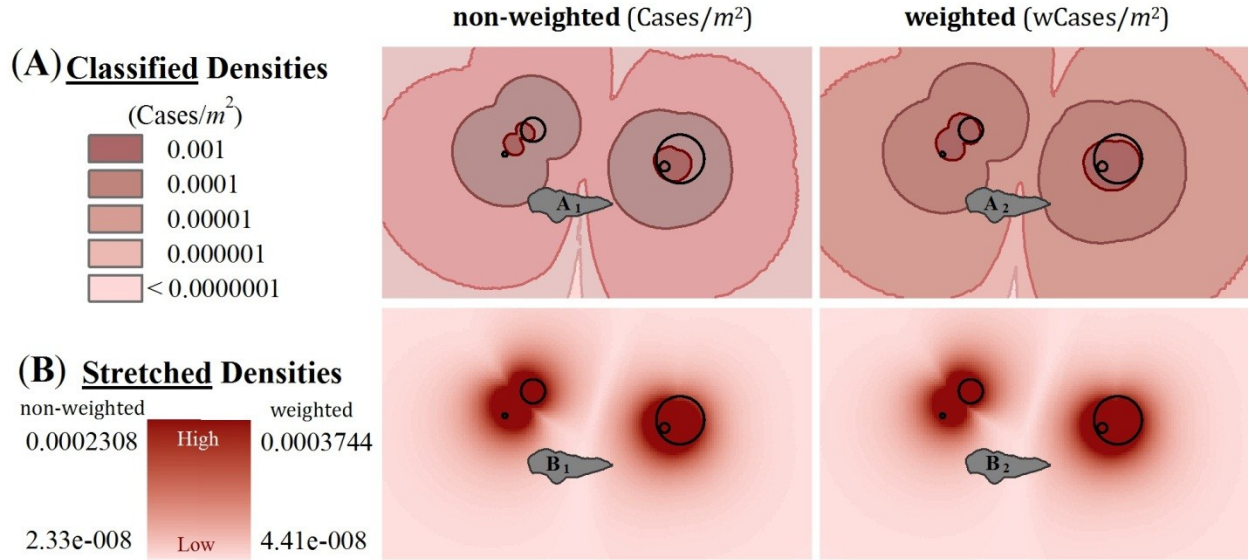 non-weighted (Cases/m²)
weighted (wCases/m²)
(A) Classified Densities
(Cases/m²)
0.001
0.0001
0.00001
0.000001
< 0.0000001
A₁
A₂
(B) Stretched Densities
non-weighted
weighted
0.0002308
High
0.0003744
2.33e-008
Low
4.41e-008
B₁
B₂